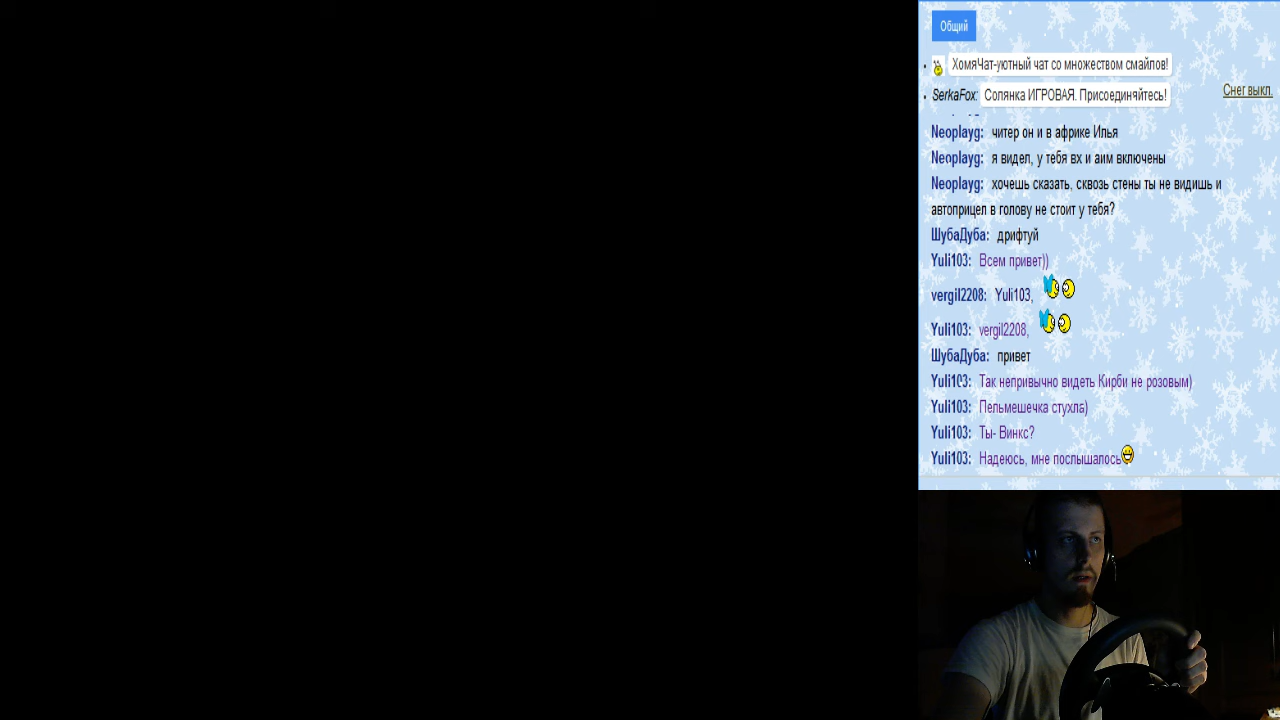 Общий
ХомяЧат-уютный чат со множеством смайлов!
SerkaFox: Солянка ИГРОВАЯ. Присоединяйтесь!
Снег выкл.
Neoplayg: читер он и в африке Илья
Neoplayg: я видел, у тебя вх и аим включены
Neoplayg: хочешь сказать, сквозь стены ты не видишь и
автоприцел в голову не стоит у тебя?
ШубаДуба: дрифтуй
Yuli103: Всем привет))
vergil2208: Yuli103,
Yuli103: vergil2208,
ШубаДуба: привет
Yuli103: Так непривычно видеть Кирби не розовым)
Yuli103: Пельмешечка стухла)
Yuli103: Ты- Винкс?
Yuli103: Надеюсь, мне послышалось